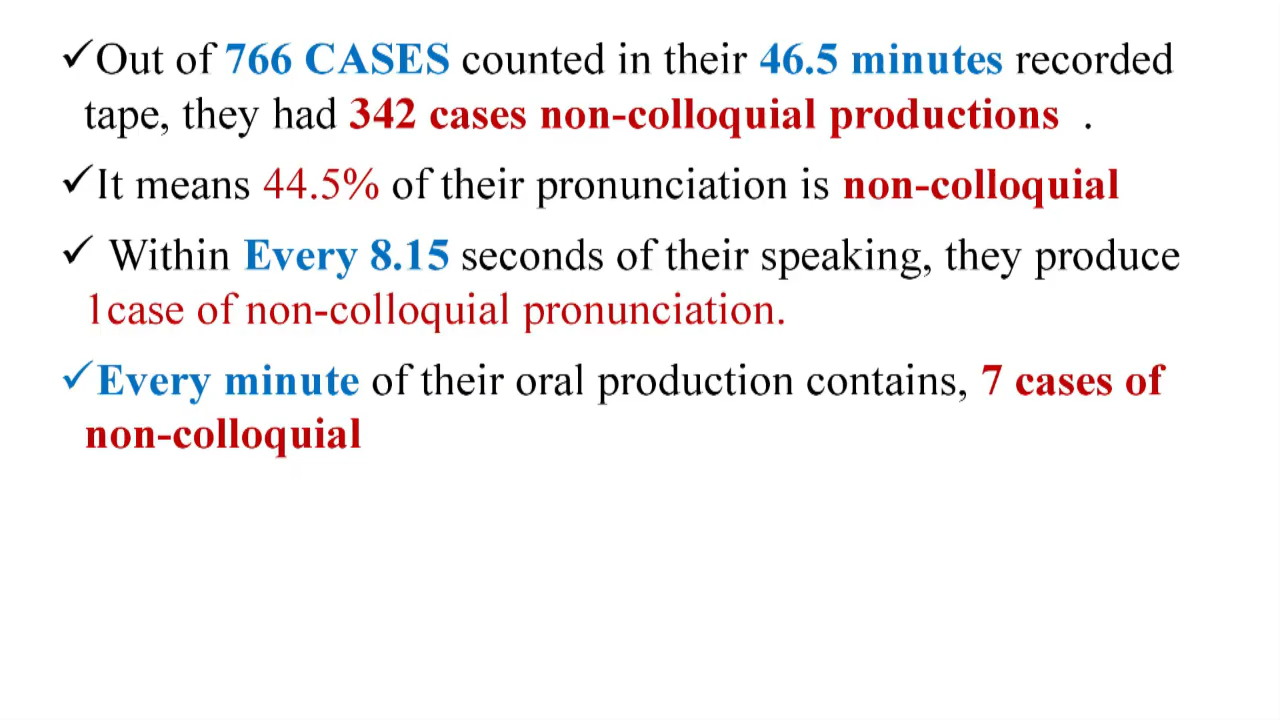 ✓Out of 766 CASES counted in their 46.5 minutes recorded
tape, they had 342 cases non-colloquial productions .
✓It means 44.5% of their pronunciation is non-colloquial
✓ Within Every 8.15 seconds of their speaking, they produce
1case of non-colloquial pronunciation.
✓Every minute of their oral production contains, 7 cases of
non-colloquial